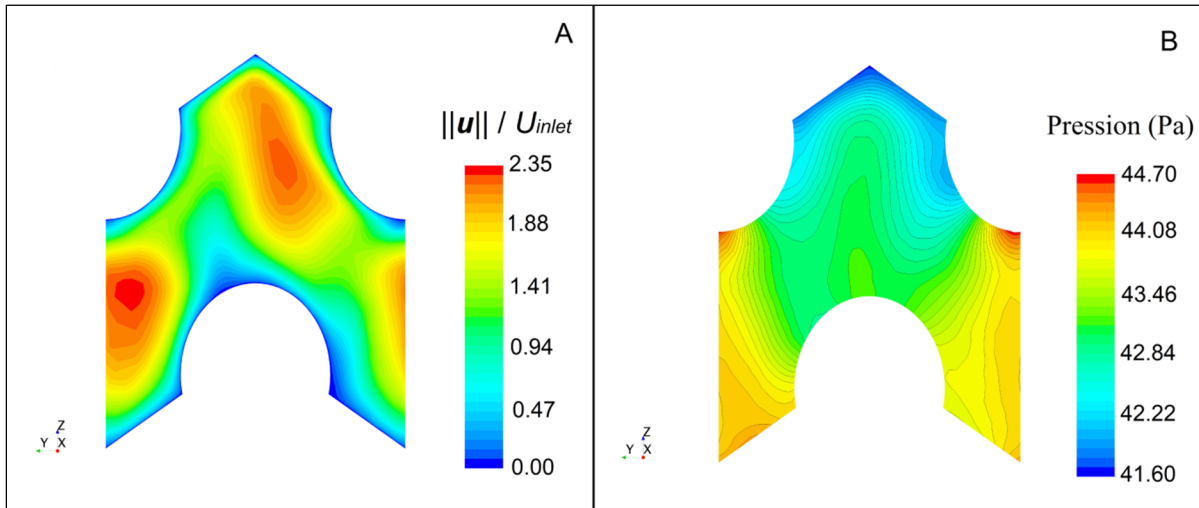 A
||u|| / Uinlet
2.35
1.88
1.41
0.94
0.47
0.00
Z
Y X
B
Pression (Pa)
44.70
44.08
43.46
42.84
42.22
41.60
Z
Y X